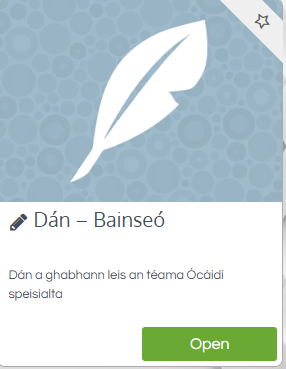 Dán – Bainseó
Dán a ghabhann leis an téama Ócáidí
speisialta
Open